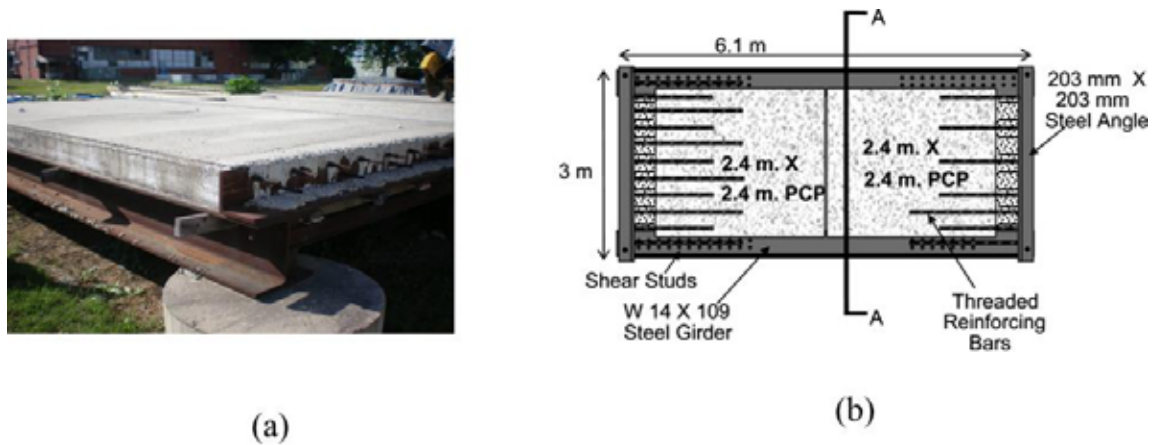 A
6.1 m
203 mm X
203 mm
Steel Angle
3 m
2.4 m. X
2.4 m. PCP
2.4 m. X
2.4 m. PCP
Shear Studs
W 14 X 109
Steel Girder
A
Threaded
Reinforcing
Bars
(a)
(b)